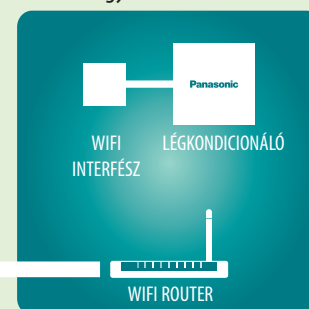 Panasonic
WIFI
INTERFÉSZ
LÉGKONDICIONÁLÓ
WIFI ROUTER